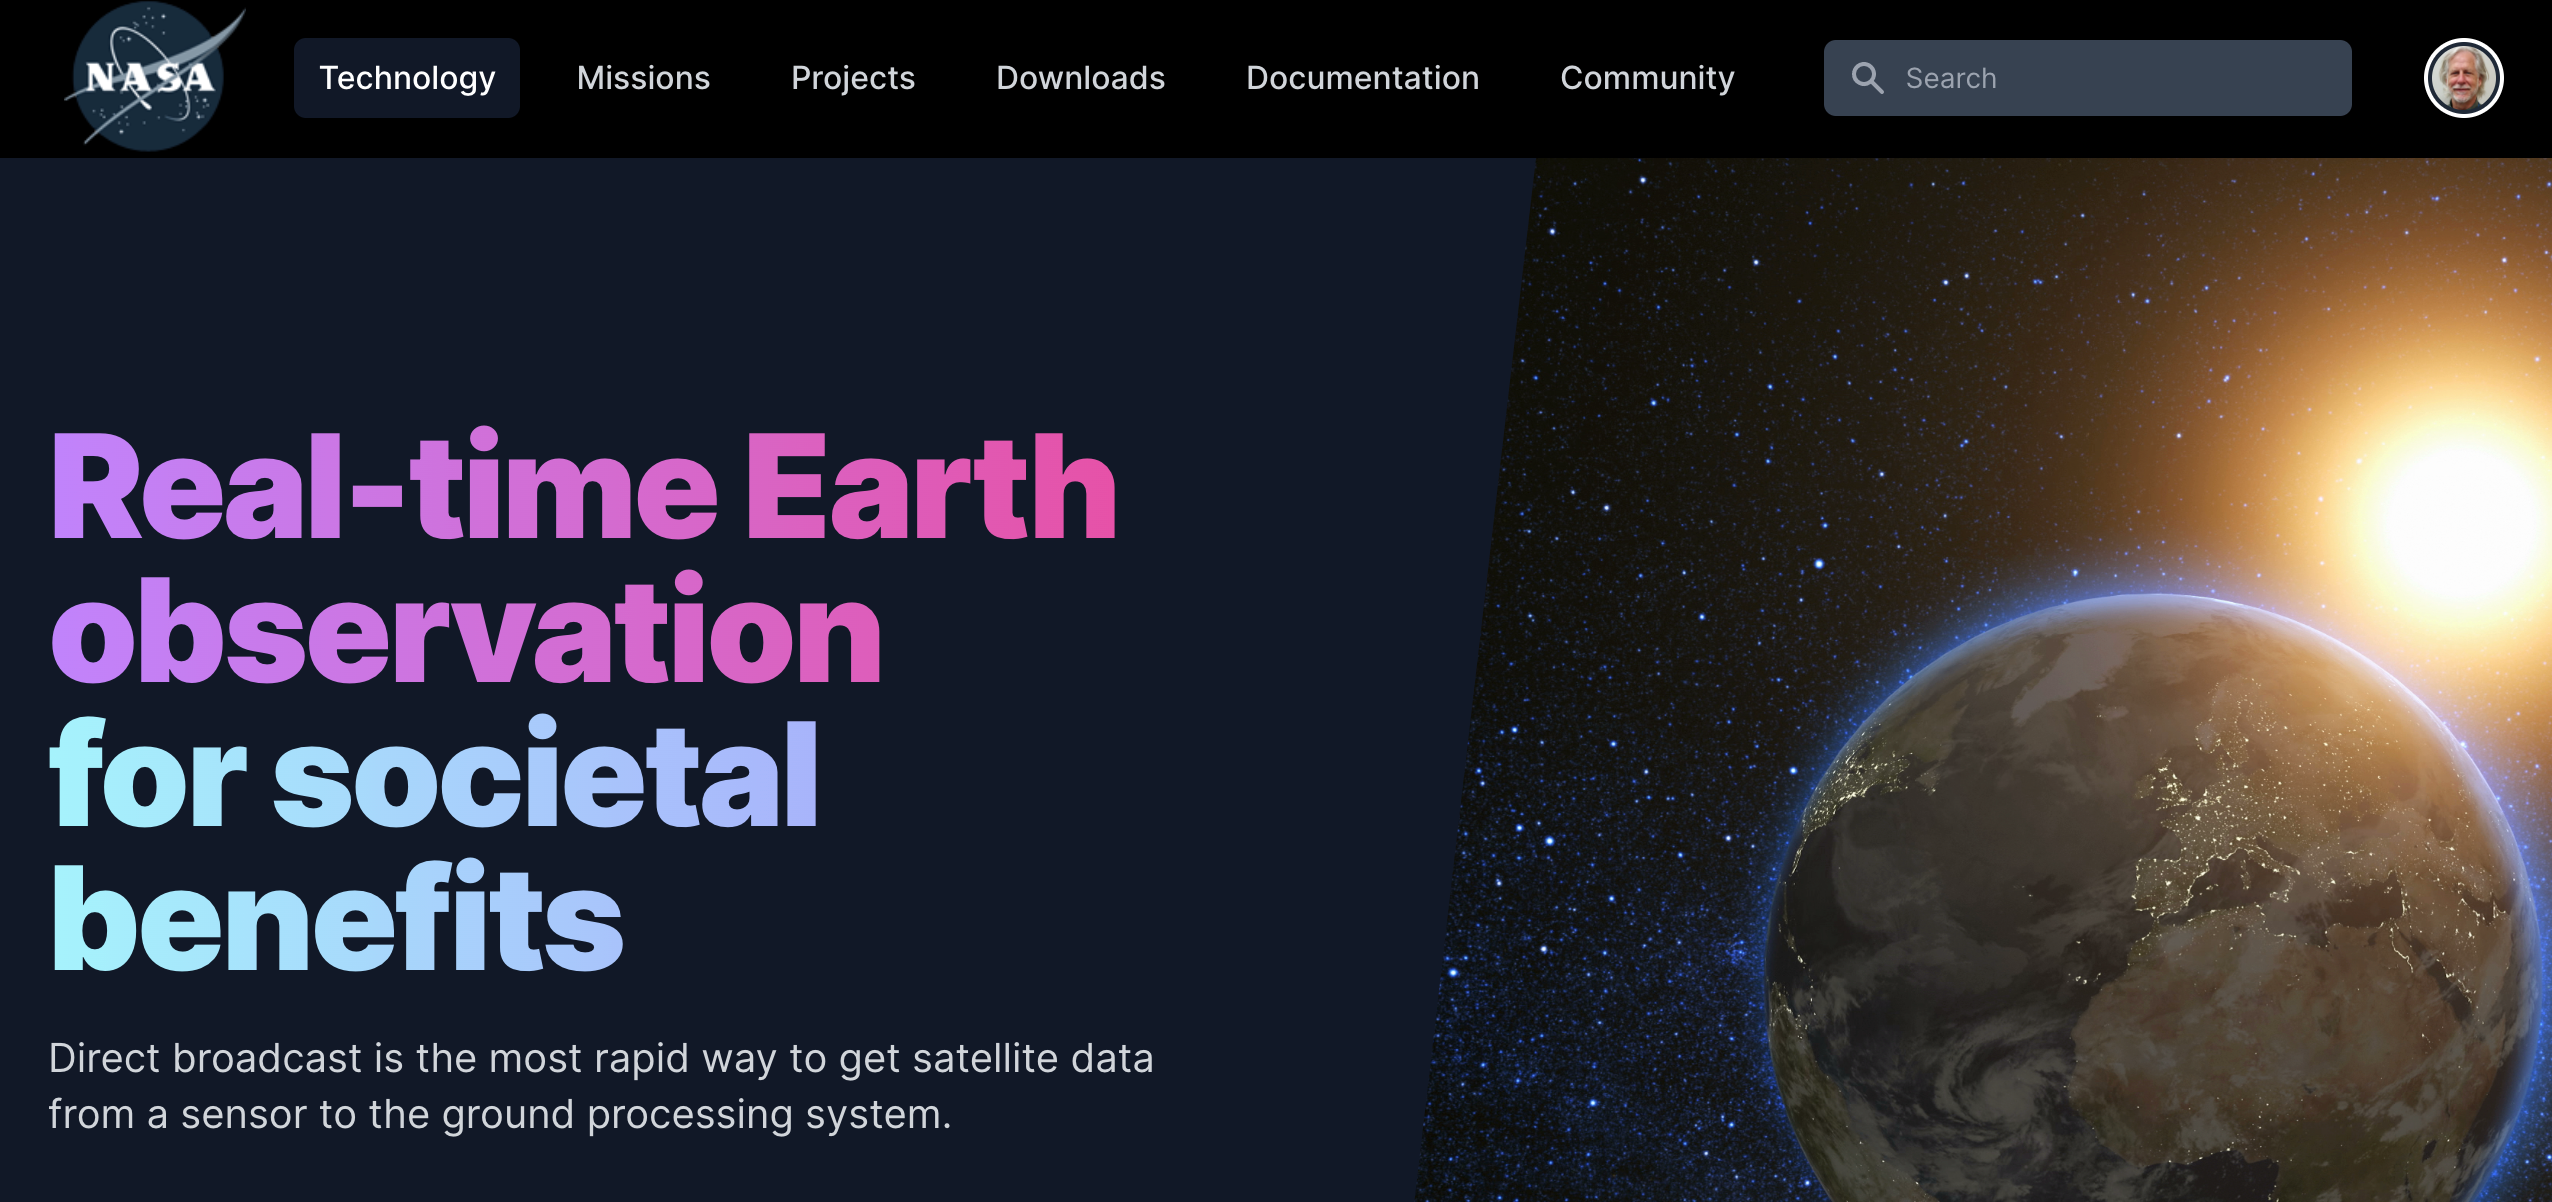 NASA
Technology Missions Projects Downloads Documentation Community Search
Real-time Earth
observation
for societal
benefits
Direct broadcast is the most rapid way to get satellite data
from a sensor to the ground processing system.